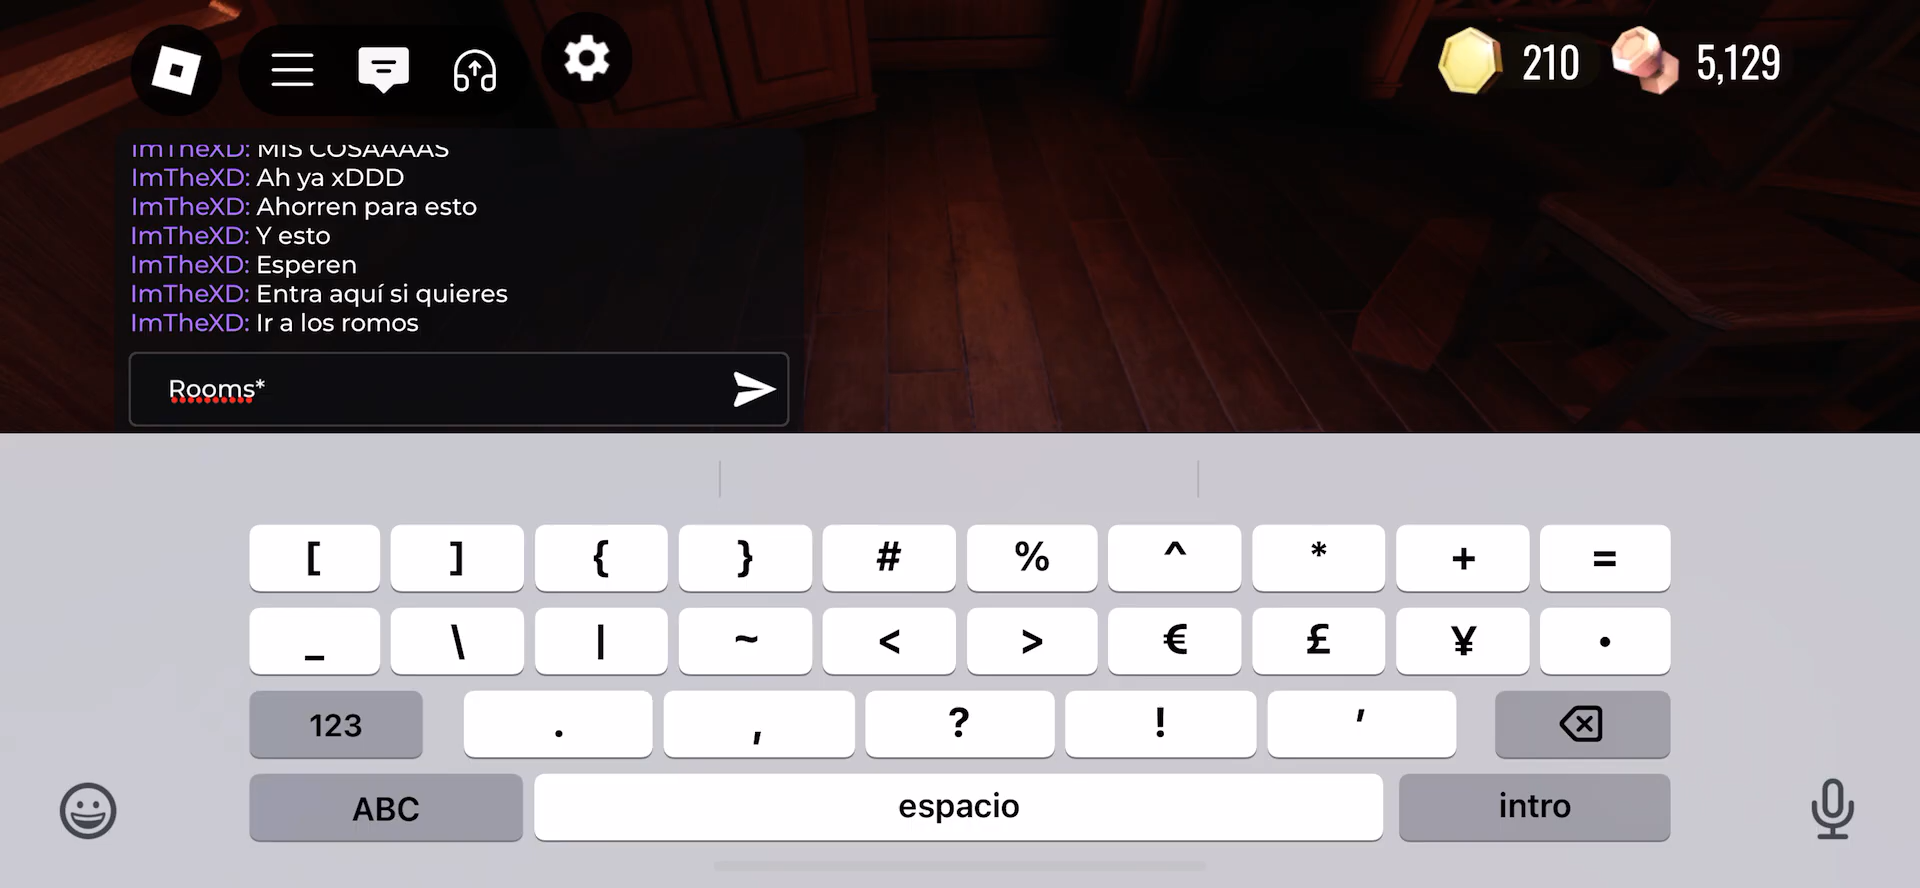 210 5,129
ImTheXD: MIS COSAAAAS
ImTheXD: Ah ya xDDD
ImTheXD: Ahorren para esto
ImTheXD: Y esto
ImTheXD: Esperen
ImTheXD: Entra aquí si quieres
ImTheXD: Ir a los romos
Rooms*
[ ] { } # % ^ * + =
_ \ | ~ < > € £ ¥ •
123 . , ? ! ′
ABC espacio intro